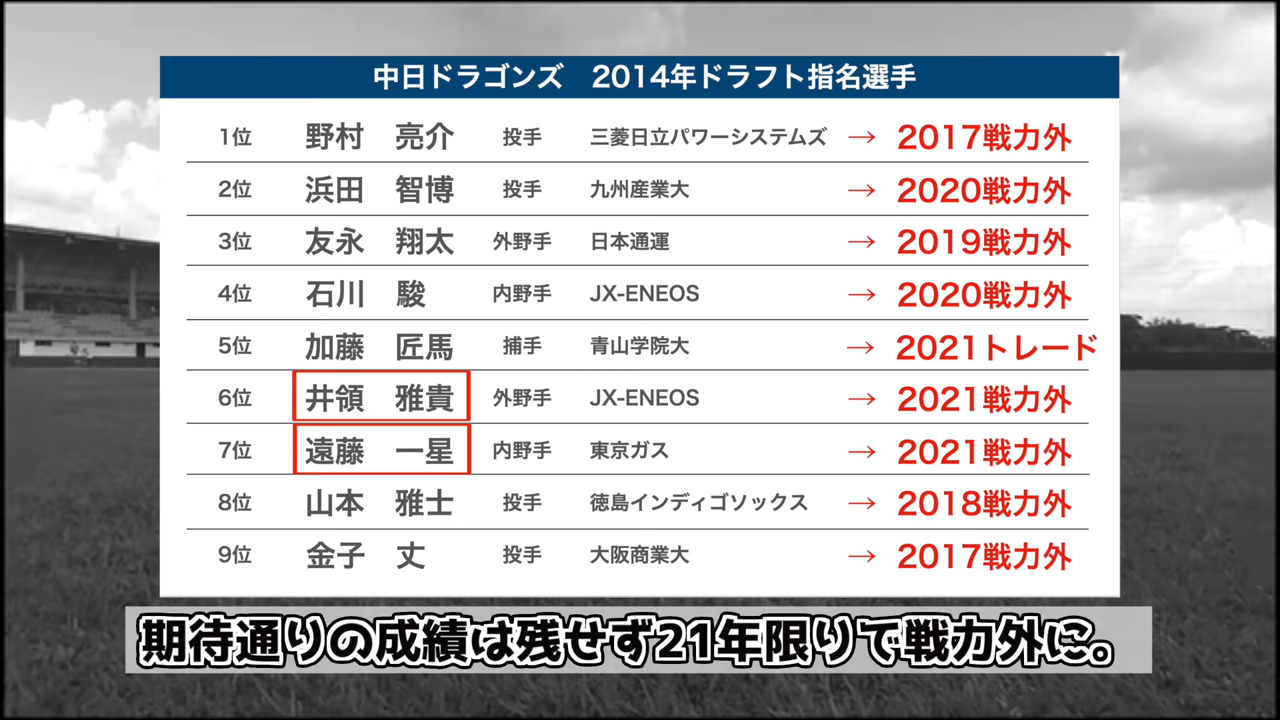 中日ドラゴンズ　2014年ドラフト指名選手
1位 野村　亮介 投手 三菱日立パワーシステムズ → 2017戦力外
2位 浜田　智博 投手 九州産業大 → 2020戦力外
3位 友永　翔太 外野手 日本通運 → 2019戦力外
4位 石川　駿 内野手 JX-ENEOS → 2020戦力外
5位 加藤　匠馬 捕手 青山学院大 → 2021トレード
6位 井領　雅貴 外野手 JX-ENEOS → 2021戦力外
7位 遠藤　一星 内野手 東京ガス → 2021戦力外
8位 山本　雅士 投手 徳島インディゴソックス → 2018戦力外
9位 金子　丈 投手 大阪商業大 → 2017戦力外
期待通りの成績は残せず21年限りで戦力外に。